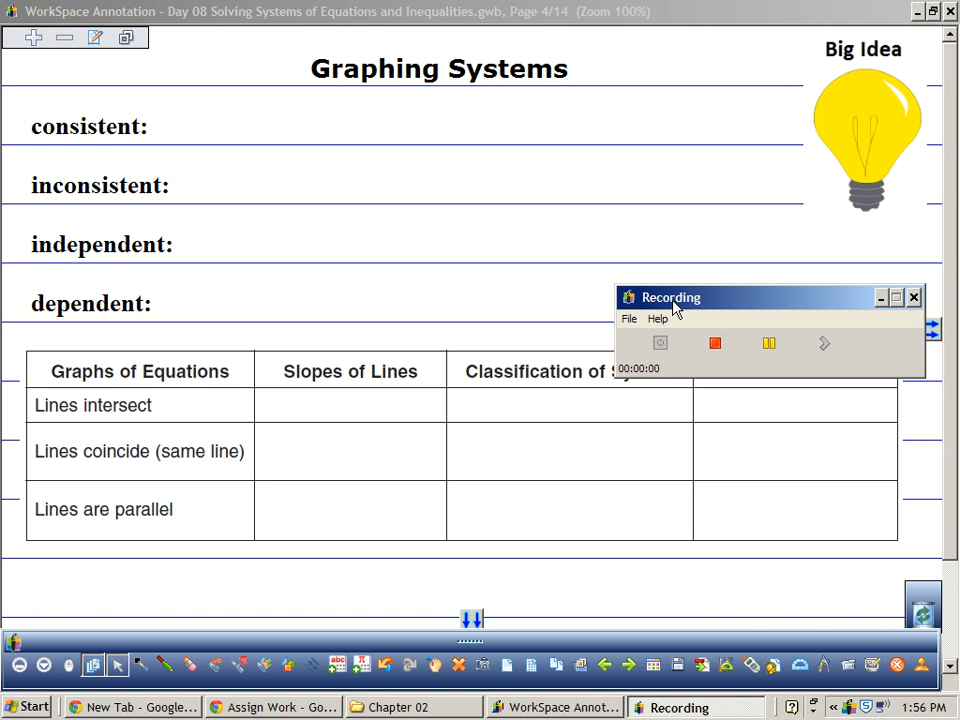 WorkSpace Annotation - Day 08 Solving Systems of Equations and Inequalities.gwb, Page 4/14 (Zoom 100%)
Big Idea
Graphing Systems
consistent:
inconsistent:
independent:
dependent:
Recording
File Help
00:00:00
Graphs of Equations Slopes of Lines Classification of
Lines intersect
Lines coincide (same line)
Lines are parallel
abc
π
Start New Tab - Google... Assign Work - Go... Chapter 02 WorkSpace Annot... Recording ? « 1:56 PM